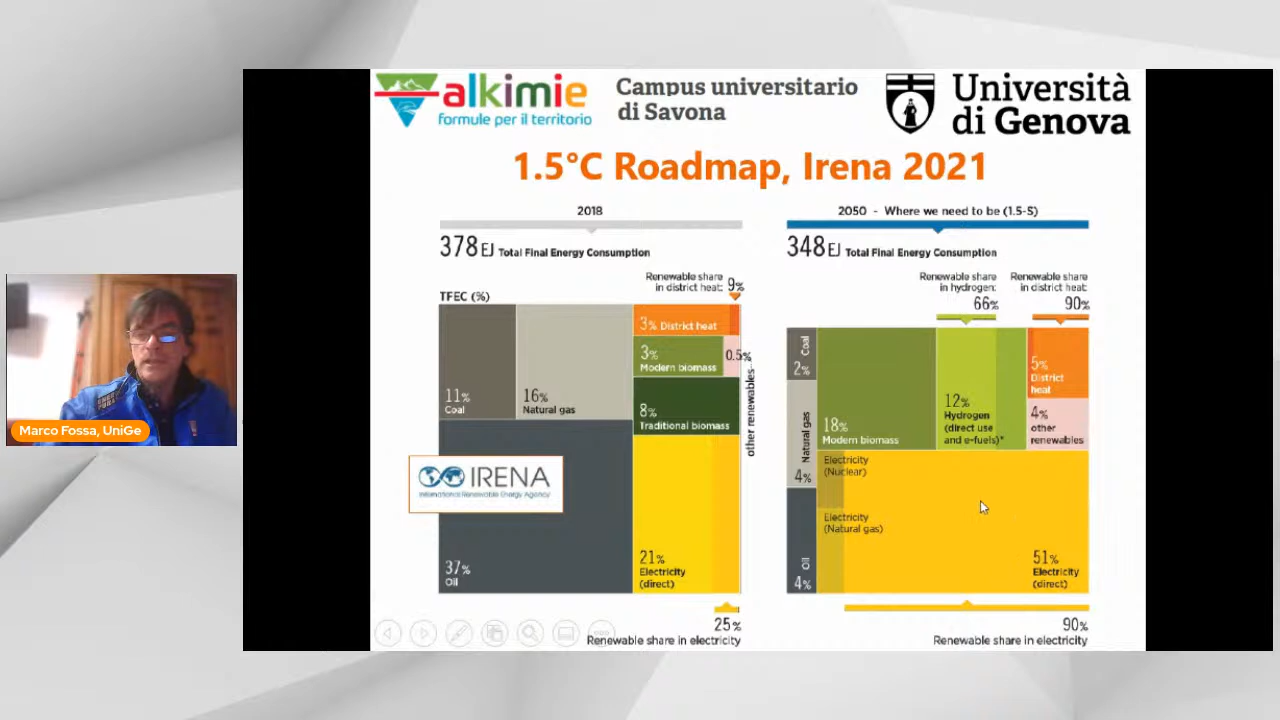 alkimie
formule per il territorio
Campus universitario
di Savona
Università
di Genova
1.5°C Roadmap, Irena 2021
2018
378 EJ Total Final Energy Consumption
Renewable share
in district heat: 9%
TFEC (%)
11%
Coal
16%
Natural gas
3% District heat
3%
Modern biomass
0.5%
other renewables
8%
Traditional biomass
IRENA
International Renewable Energy Agency
37%
Oil
21%
Electricity
(direct)
25%
Renewable share in electricity
2050 - Where we need to be (1.5-S)
348 EJ Total Final Energy Consumption
Renewable share
in hydrogen:
66%
Renewable share in
district heat:
90%
Coal
2%
Natural gas
4%
Oil
4%
18%
Modern biomass
12%
Hydrogen
(direct use
and e-fuels)*
5%
District
heat
4%
other
renewables
Electricity
(Nuclear)
Electricity
(Natural gas)
51%
Electricity
(direct)
90%
Renewable share in electricity
Marco Fossa, UniGe